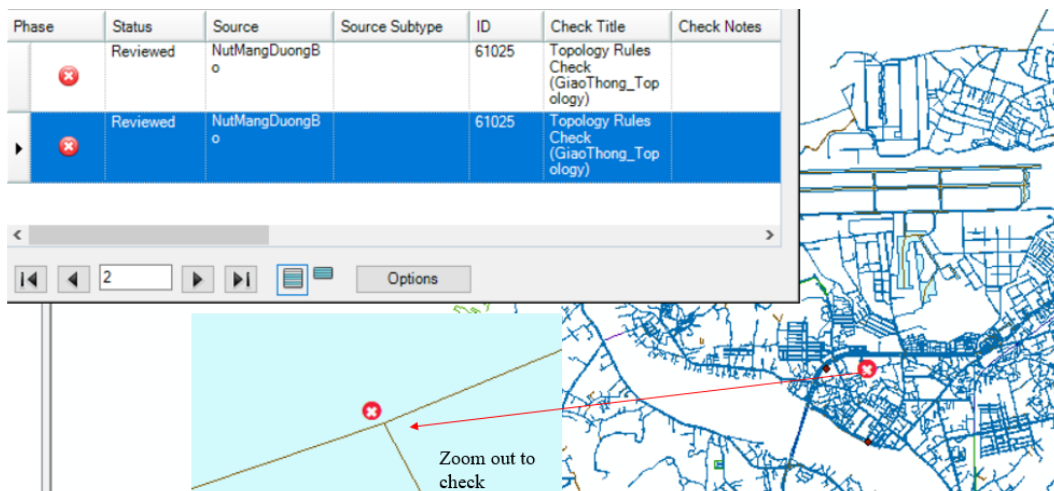 Phase Status Source Source Subtype ID Check Title Check Notes
Reviewed NutMangDuongB 61025 Topology Rules
o Check
(GiaoThong_Top
ology)
Reviewed NutMangDuongB 61025 Topology Rules
o Check
(GiaoThong_Top
ology)
2 Options
Zoom out to
check